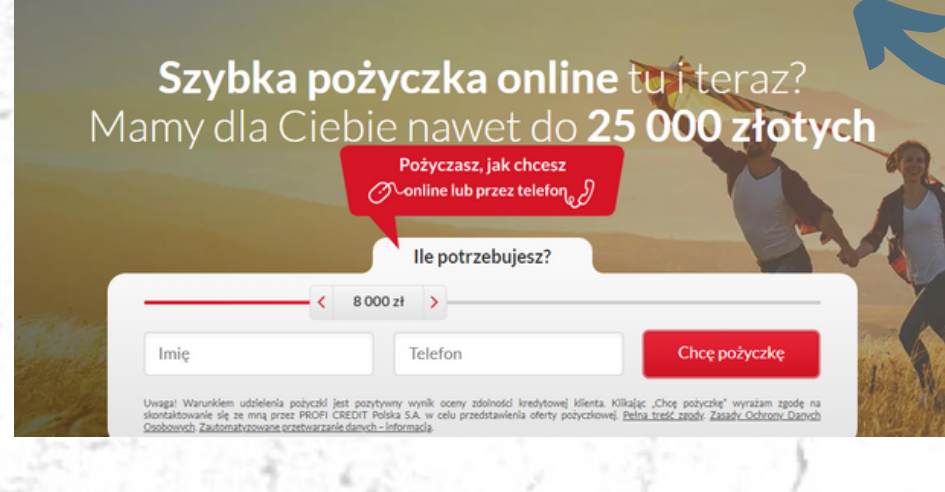 Szybka pożyczka online tu i teraz?
Mamy dla Ciebie nawet do 25 000 złotych
Pożyczasz, jak chcesz
online lub przez telefon
Ile potrzebujesz?
< 8 000 zł >
Imię
Telefon
Chcę pożyczkę
Uwaga! Warunkiem udzielenia pożyczki jest pozytywny wynik oceny zdolności kredytowej klienta. Klikając „Chcę pożyczkę" wyrażam zgodę na
skontaktowanie się ze mną przez PROFI CREDIT Polska S.A. w celu przedstawienia oferty pożyczkowej. Pełna treść zgody. Zasady Ochrony Danych
Osobowych. Zautomatyzowane przetwarzanie danych – informacja.